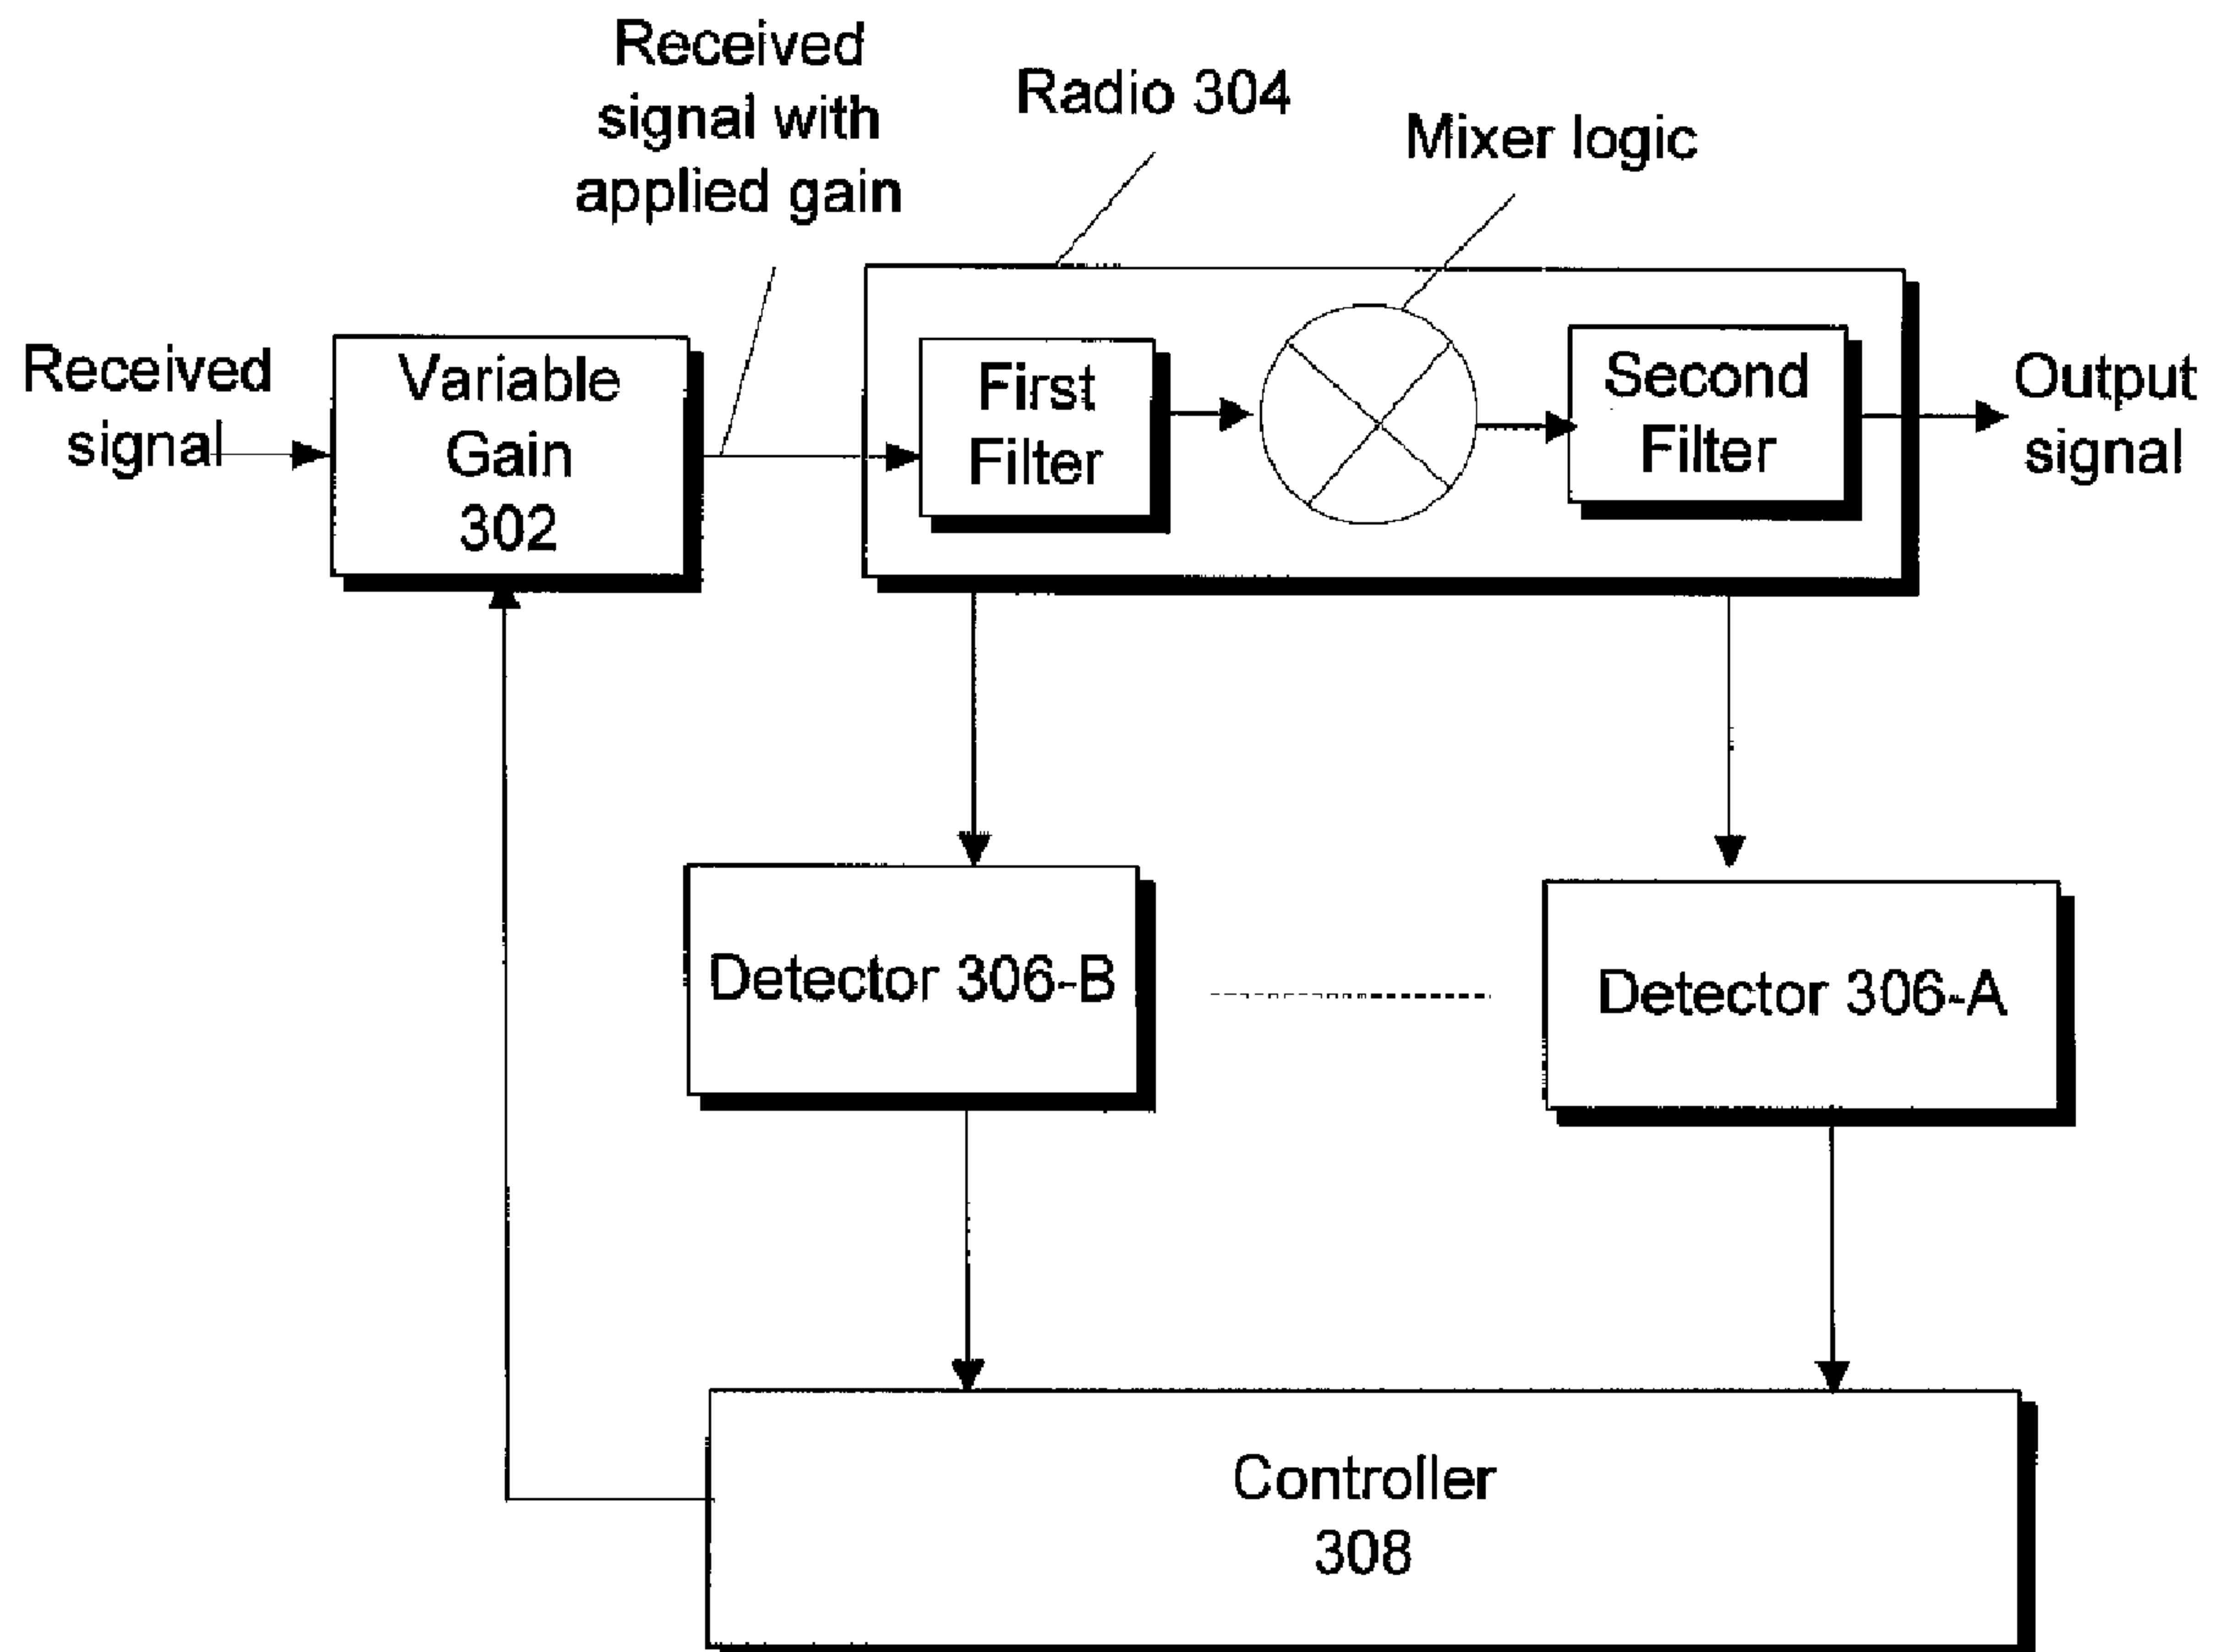 Received
signal with
applied gain
Radio 304
Mixer logic
Received
signal
Variable
Gain
302
First
Filter
Second
Filter
Output
signal
Detector 306-B
Detector 306-A
Controller
308